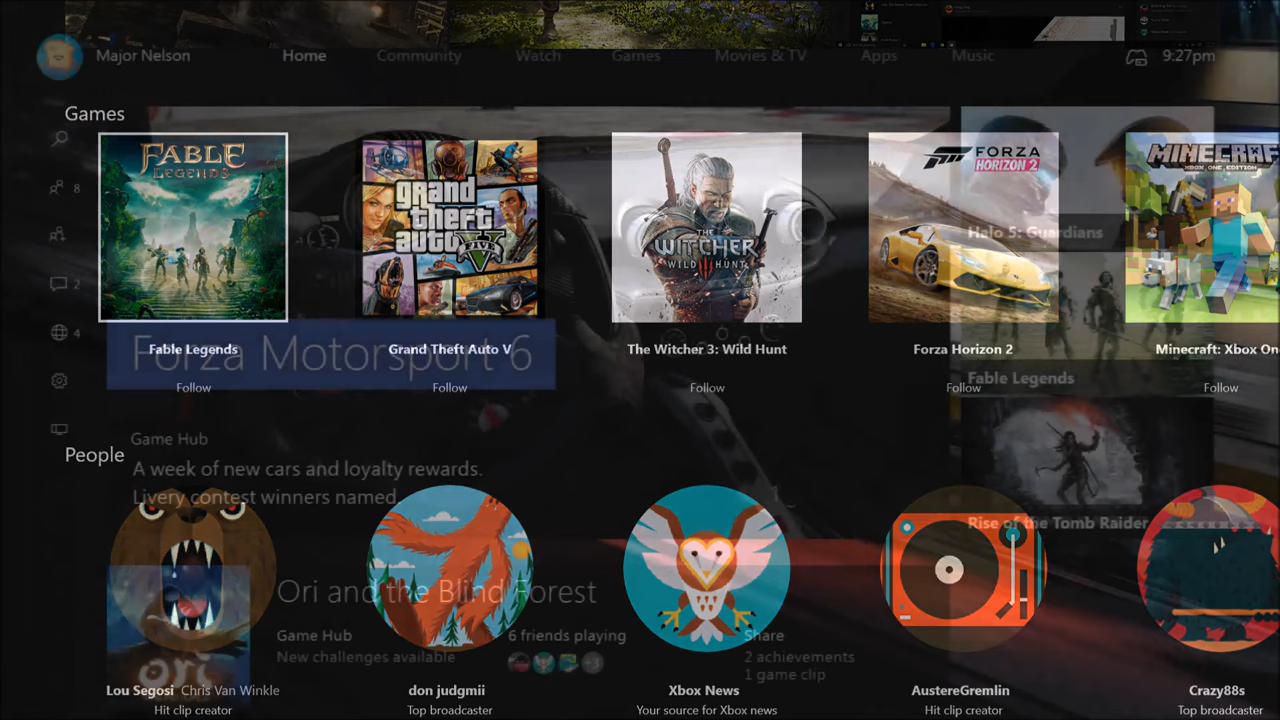 Major Nelson
Home
Community
Watch
Games
Movies & TV
Apps
Music
9:27pm
Games
FABLE
LEGENDS
grand
theft
auto
V
FIVE
THE
WITCHER
WILD HUNT
FORZA
HORIZON 2
MINECRAF
XBOX ONE EDITION
Halo 5: Guardians
8
2
4
Forza Motorsport 6
Fable Legends
Grand Theft Auto V
The Witcher 3: Wild Hunt
Forza Horizon 2
Minecraft: Xbox On
Follow
Follow
Follow
Follow
Follow
Fable Legends
Game Hub
A week of new cars and loyalty rewards.
Livery contest winners named.
People
Rise of the Tomb Raider
Ori and the Blind Forest
Game Hub
New challenges available
6 friends playing
+3
Share
2 achievements
1 game clip
ori
Lou Segosi Chris Van Winkle
Hit clip creator
don judgmii
Top broadcaster
Xbox News
Your source for Xbox news
AustereGremlin
Hit clip creator
Crazy88s
Top broadcaster